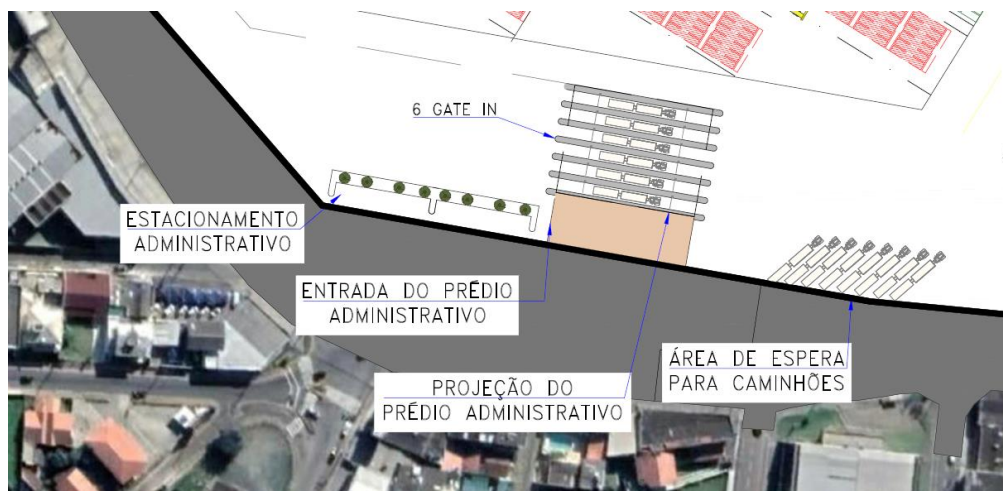 6 GATE IN
ESTACIONAMENTO
ADMINISTRATIVO
ENTRADA DO PRÉDIO
ADMINISTRATIVO
PROJEÇÃO DO
PRÉDIO ADMINISTRATIVO
ÁREA DE ESPERA
PARA CAMINHÕES